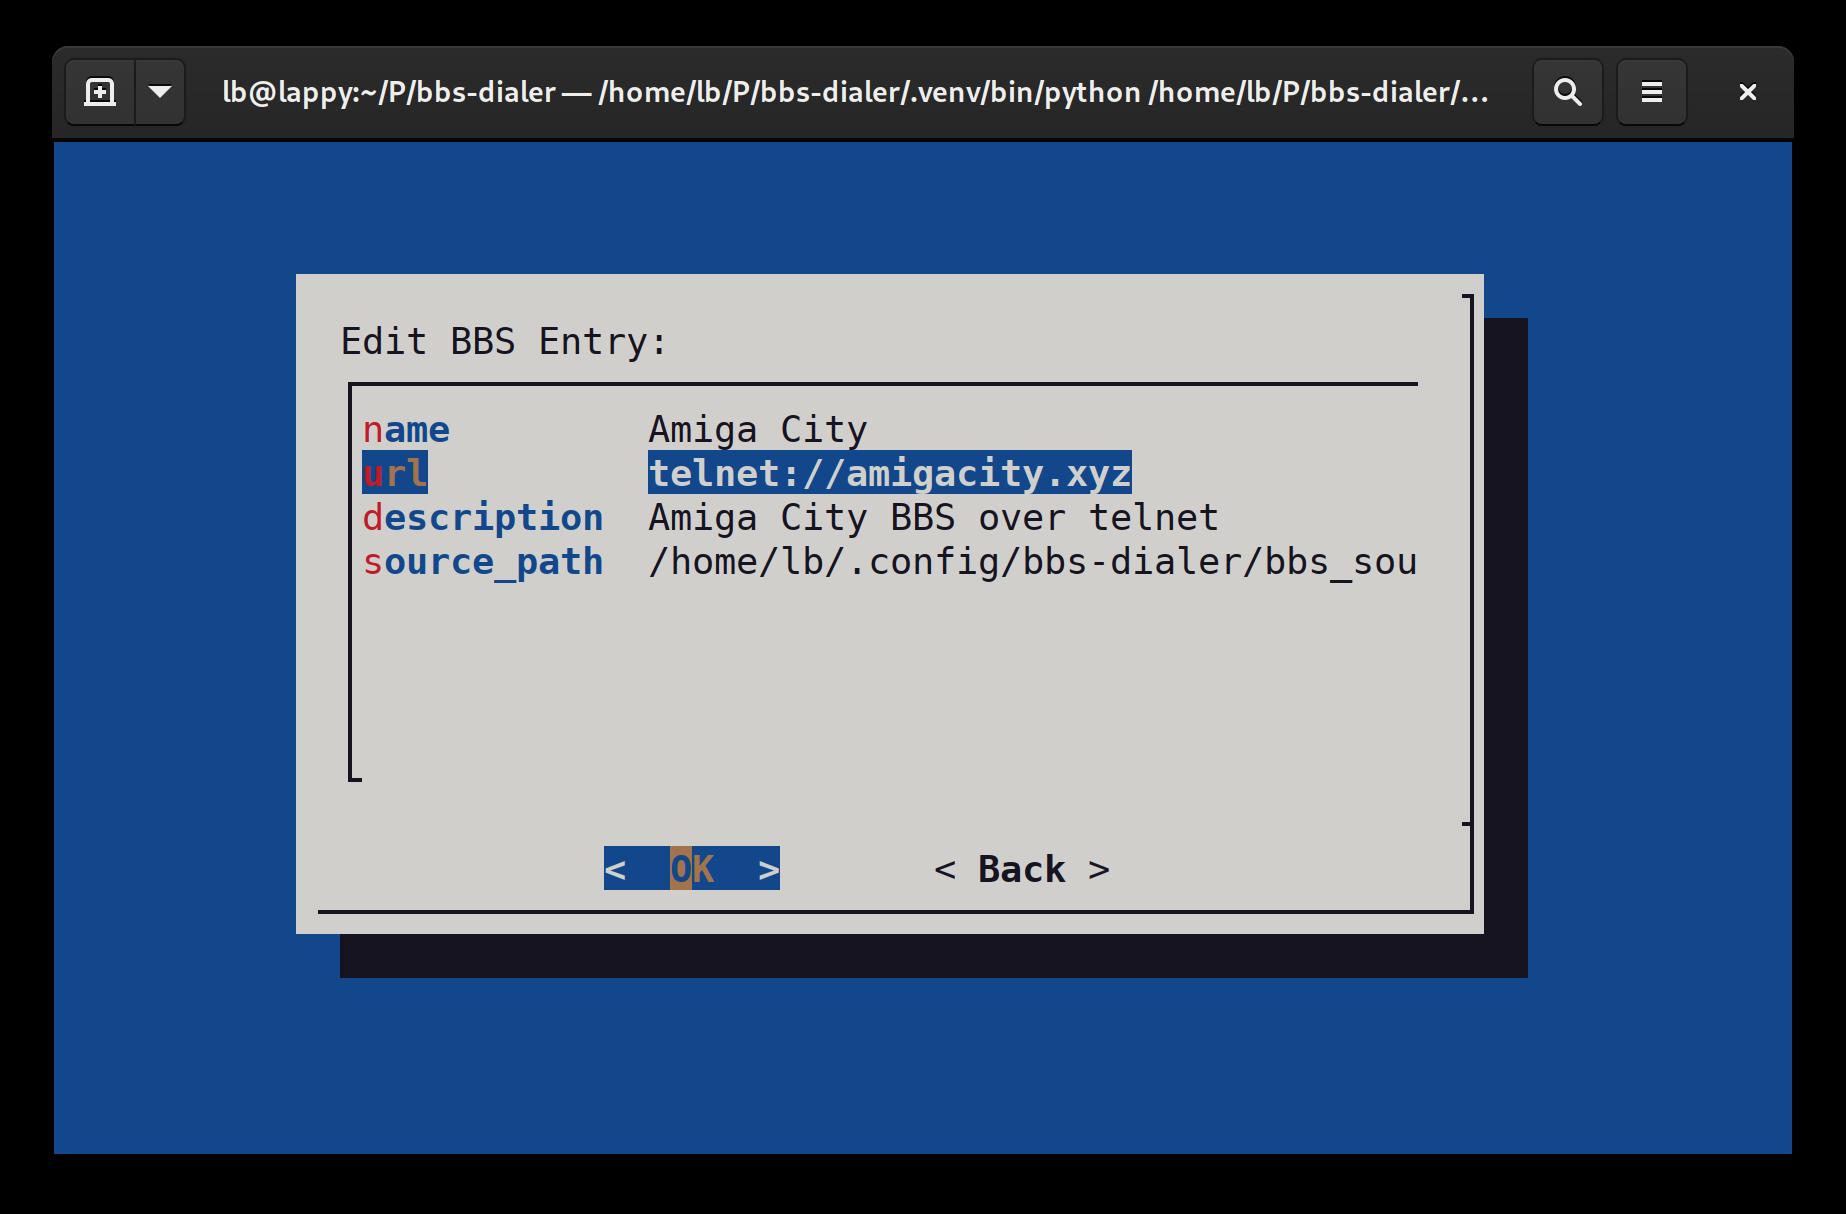 lb@lappy:~/P/bbs-dialer — /home/lb/P/bbs-dialer/.venv/bin/python /home/lb/P/bbs-dialer/…
Edit BBS Entry:
name Amiga City
url telnet://amigacity.xyz
description Amiga City BBS over telnet
source_path /home/lb/.config/bbs-dialer/bbs_sou
< OK > < Back >